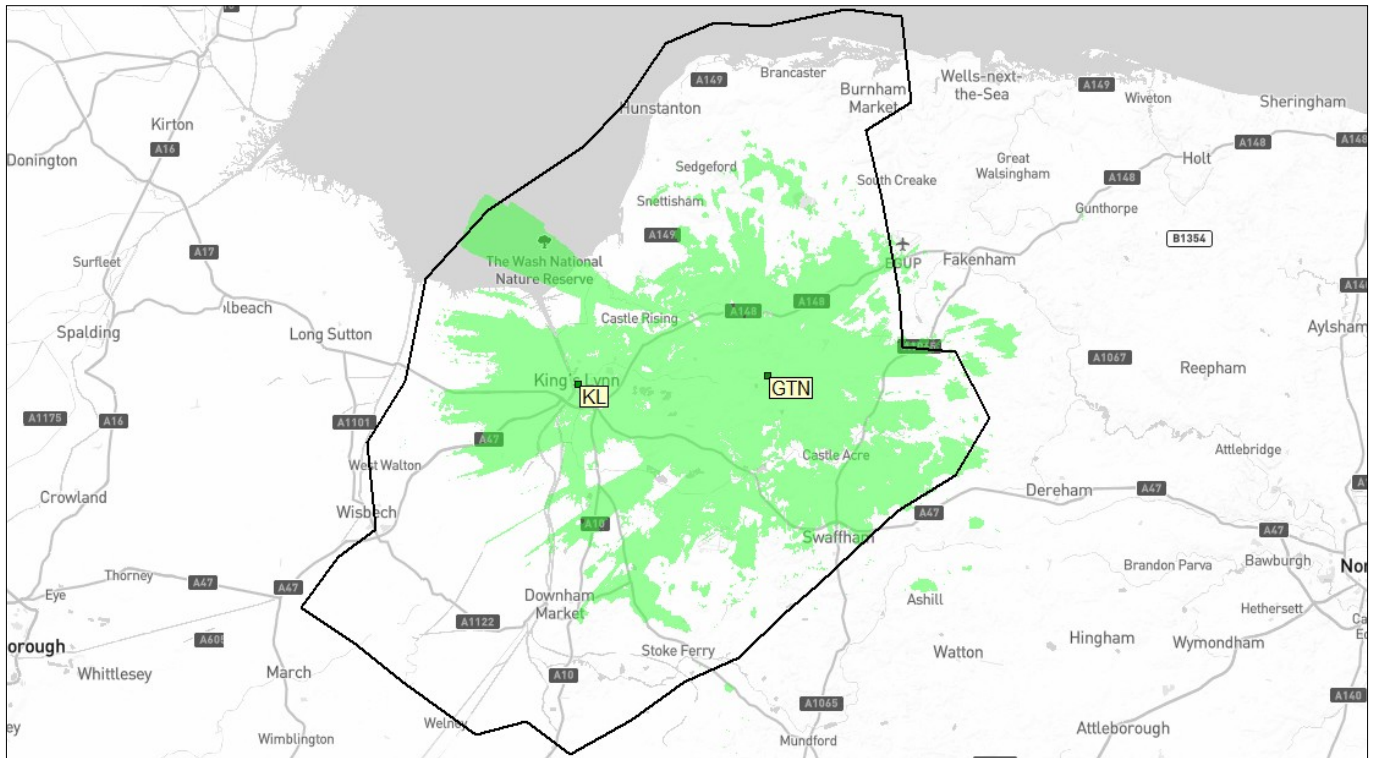 A149
Brancaster
Wells-next-
the-Sea
A149
Burnham
Market
Wiveton
Sheringham
Hunstanton
Kirton
A16
Donington
A148
A148
Holt
Sedgeford
Great
Walsingham
A148
South Creake
Snettisham
Gunthorpe
A149
B1354
A17
Surfleet
The Wash National
Nature Reserve
EGUP
Fakenham
A148
A148
Castle Rising
Long Sutton
Spalding
Aylsham
A1067
Reepham
King's Lynn
KL
GTN
A1175
A16
A1101
A47
Castle Acre
Attlebridge
West Walton
Crowland
Dereham
A47
Wisbech
A47
A10
Swaffham
A47
Brandon Parva
Bawburgh
Thorney
A47
A47
Eye
Downham
Market
Ashill
Hethersett
A1122
Hingham
Wymondham
Watton
Stoke Ferry
Whittlesey
March
A10
A1065
A140
Welney
Attleborough
Wimblington
Mundford